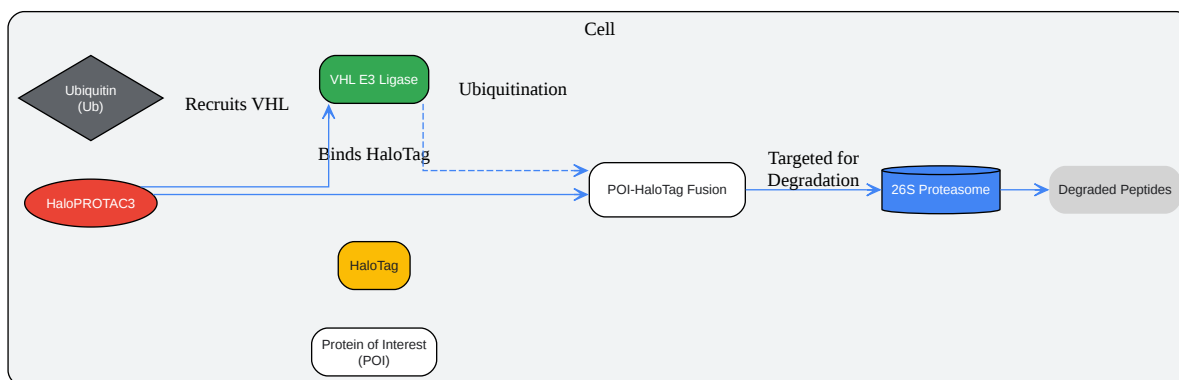 Cell
Ubiquitin
(Ub)
Recruits VHL
VHL E3 Ligase
Ubiquitination
Binds HaloTag
HaloPROTAC3
POI-HaloTag Fusion
Targeted for
Degradation
26S Proteasome
Degraded Peptides
HaloTag
Protein of Interest
(POI)